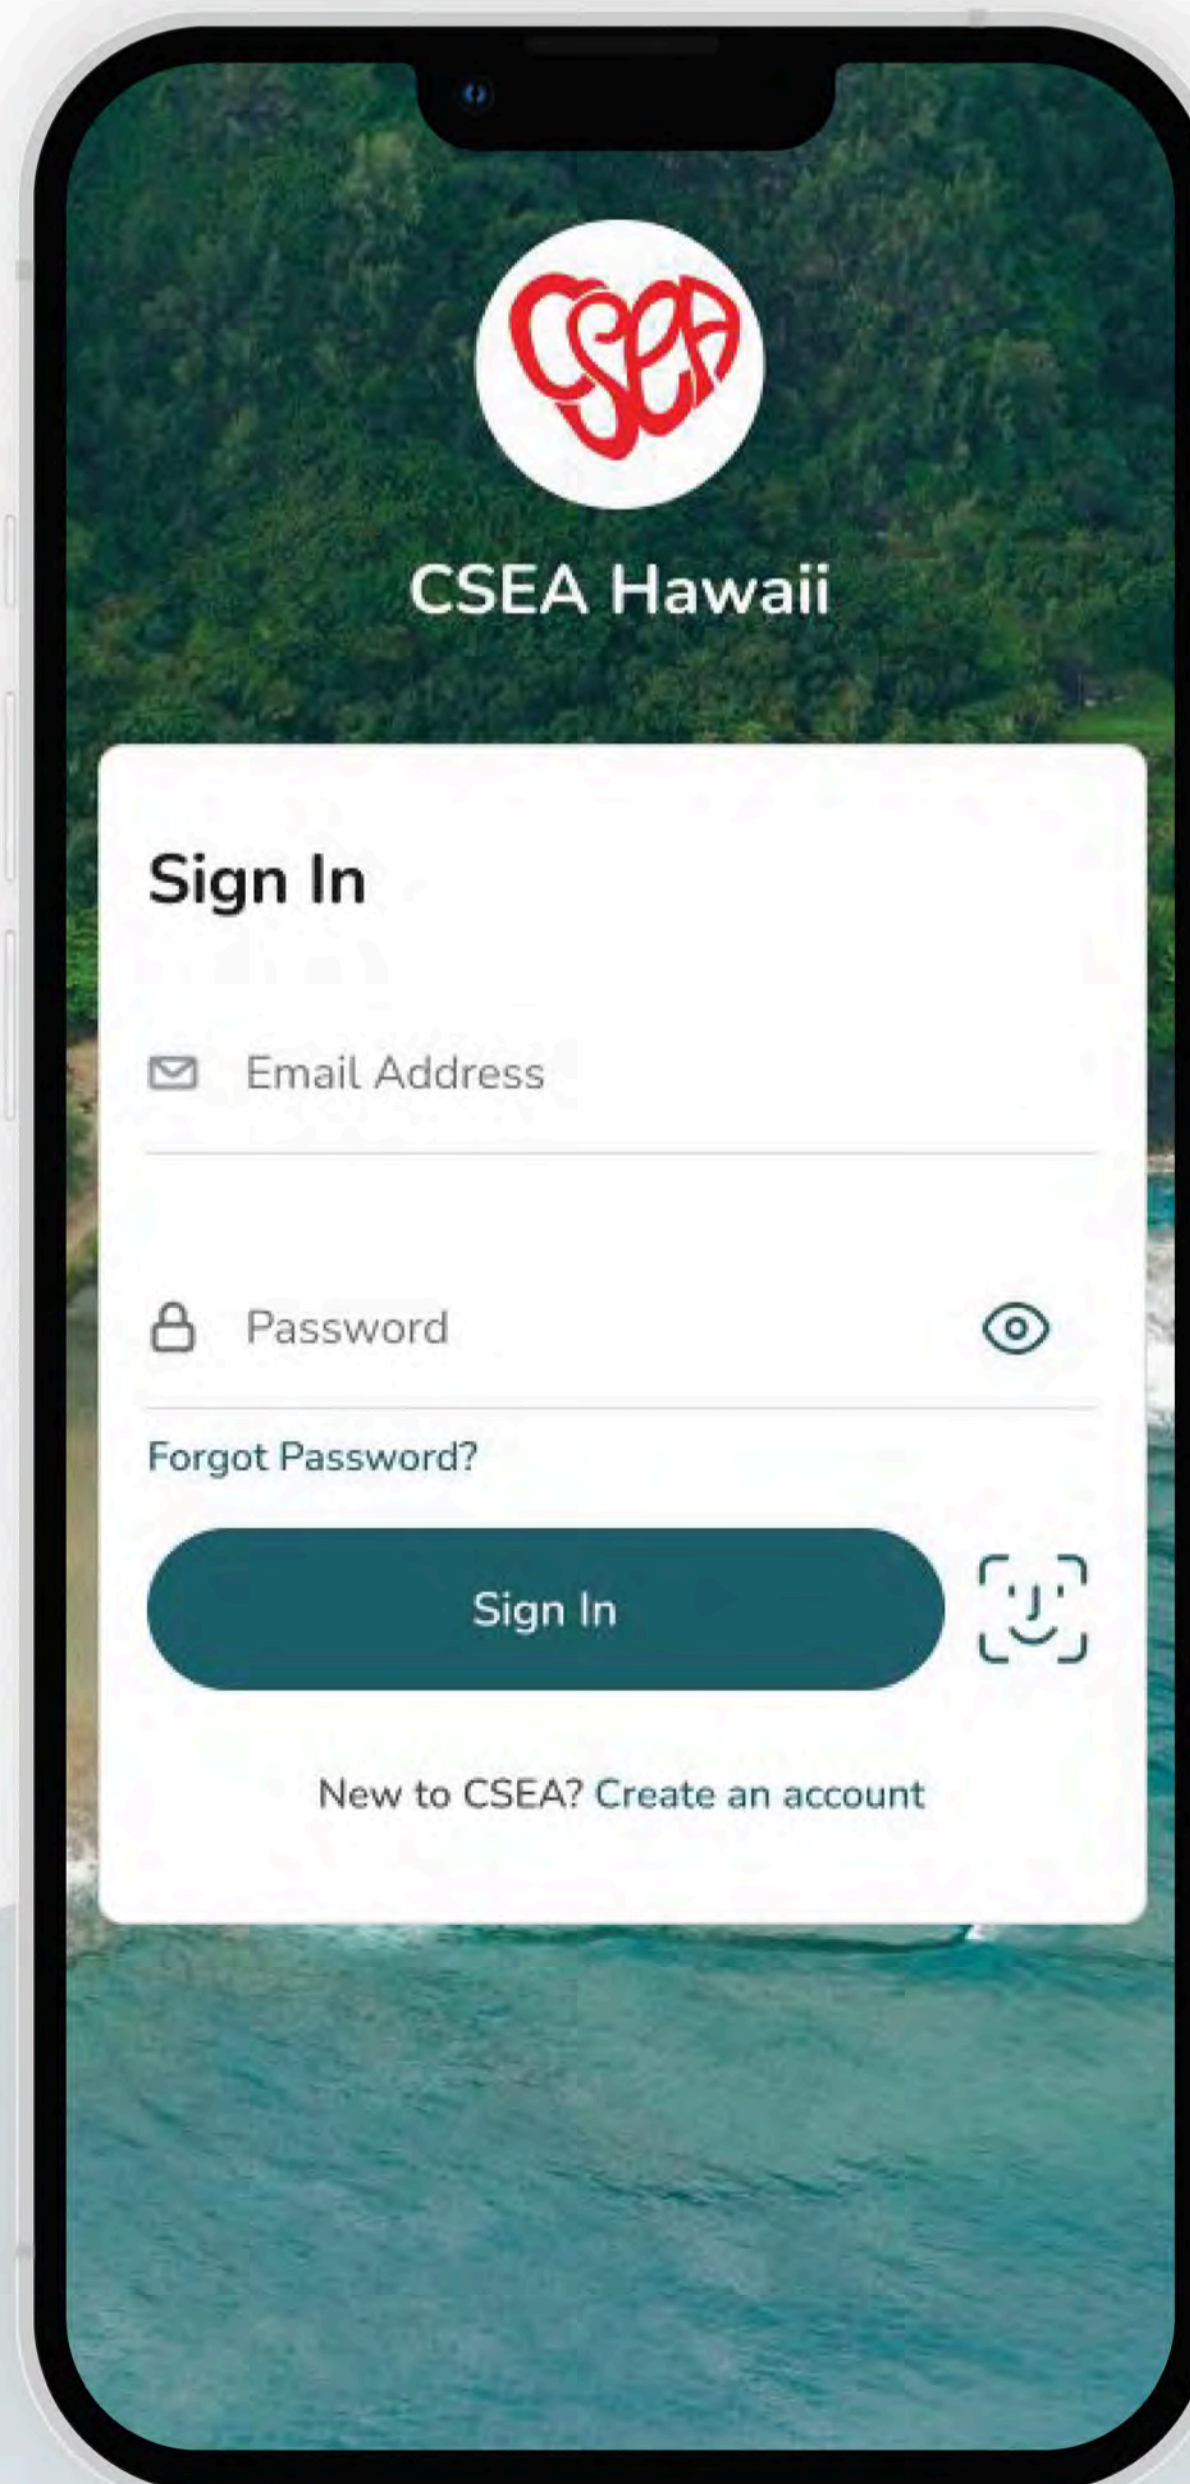 CSEA
CSEA Hawaii
Sign In
Email Address
Password
Forgot Password?
Sign In
New to CSEA? Create an account